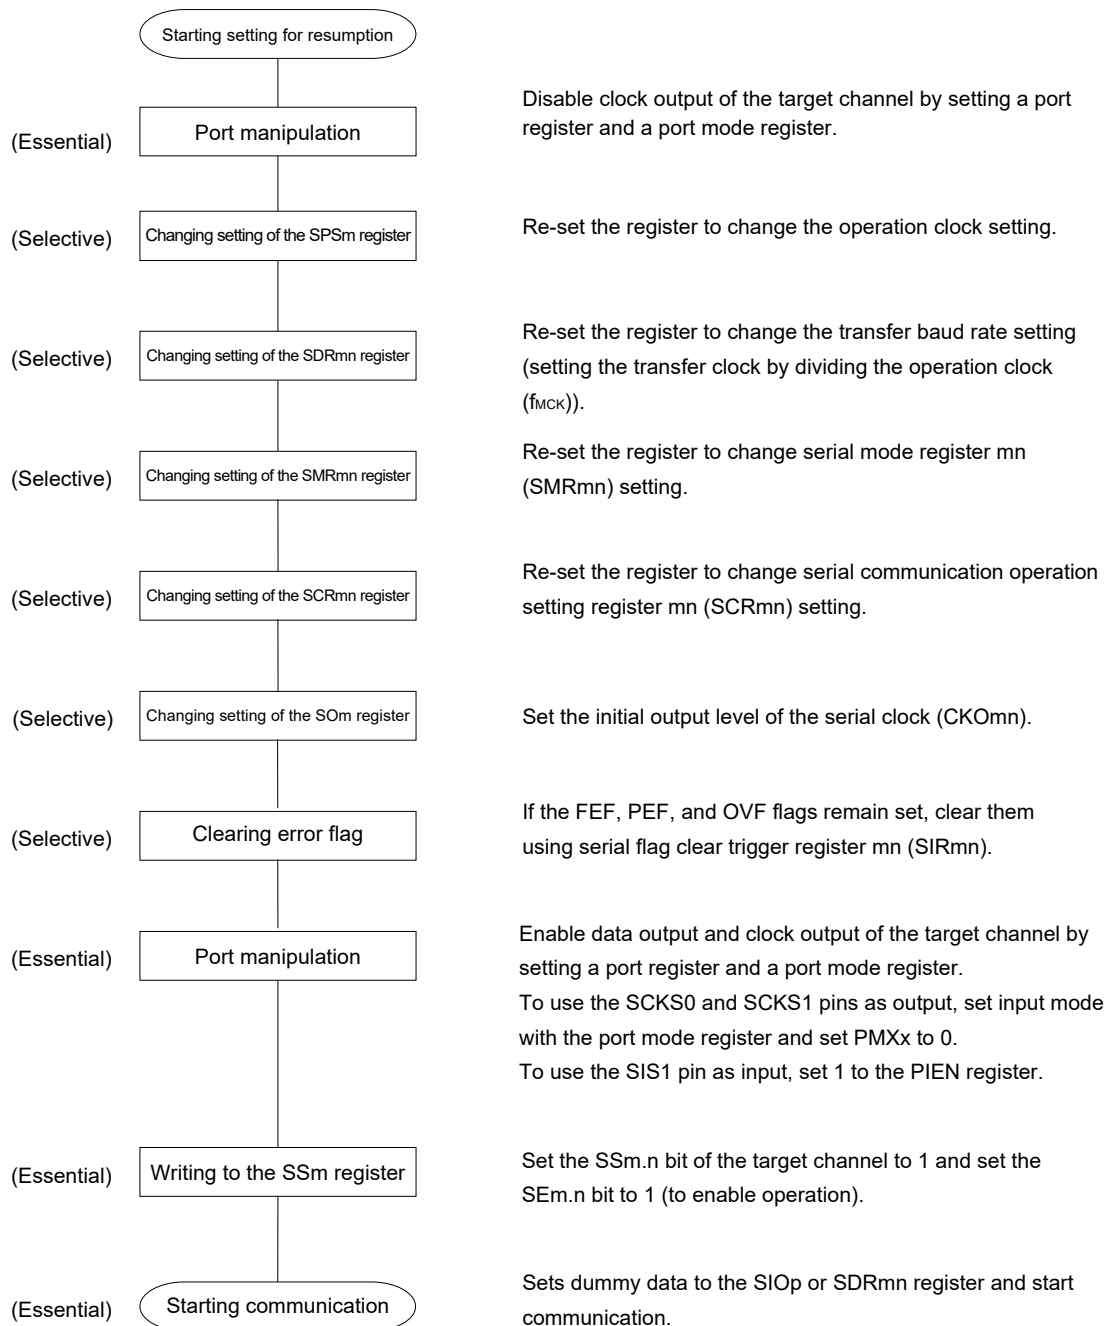 Starting setting for resumption
(Essential)
Port manipulation
Disable clock output of the target channel by setting a port
register and a port mode register.
(Selective)
Changing setting of the SPSm register
Re-set the register to change the operation clock setting.
(Selective)
Changing setting of the SDRmn register
Re-set the register to change the transfer baud rate setting
(setting the transfer clock by dividing the operation clock
(fMCK)).
(Selective)
Changing setting of the SMRmn register
Re-set the register to change serial mode register mn
(SMRmn) setting.
(Selective)
Changing setting of the SCRmn register
Re-set the register to change serial communication operation
setting register mn (SCRmn) setting.
(Selective)
Changing setting of the SOm register
Set the initial output level of the serial clock (CKOmn).
(Selective)
Clearing error flag
If the FEF, PEF, and OVF flags remain set, clear them
using serial flag clear trigger register mn (SIRmn).
(Essential)
Port manipulation
Enable data output and clock output of the target channel by
setting a port register and a port mode register.
To use the SCKS0 and SCKS1 pins as output, set input mode
with the port mode register and set PMXx to 0.
To use the SIS1 pin as input, set 1 to the PIEN register.
(Essential)
Writing to the SSm register
Set the SSm.n bit of the target channel to 1 and set the
SEm.n bit to 1 (to enable operation).
(Essential)
Starting communication
Sets dummy data to the SIOp or SDRmn register and start
communication.